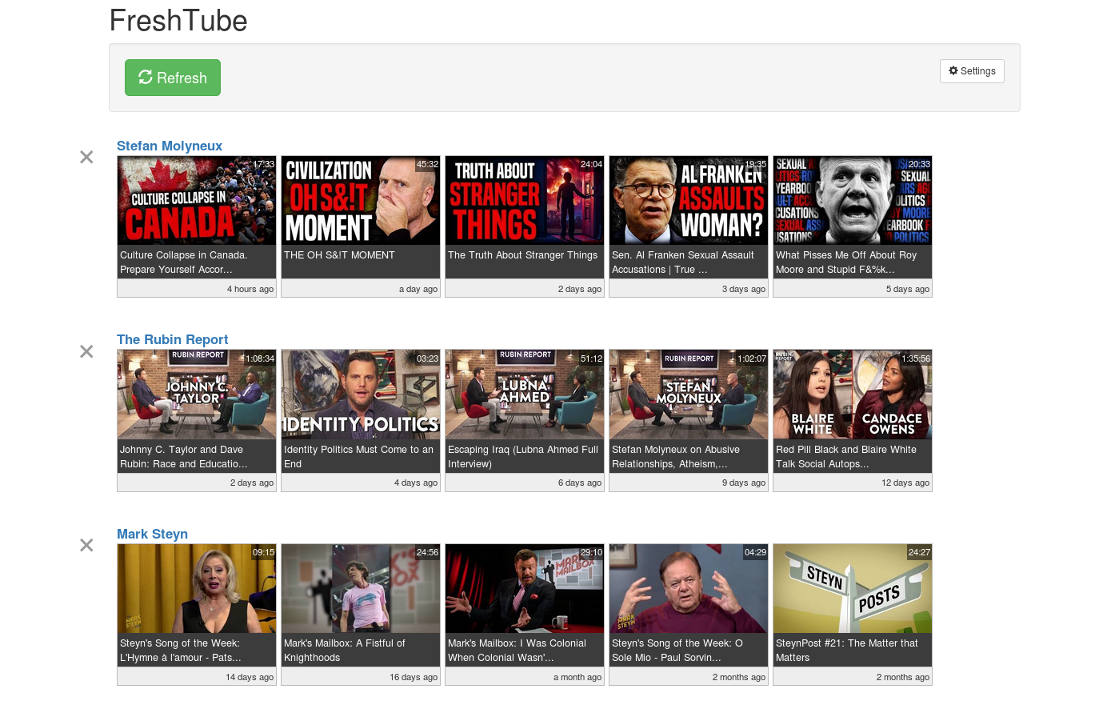 FreshTube
Refresh
Settings
Stefan Molyneux
17:33
CULTURE COLLAPSE IN
CANADA
Culture Collapse in Canada.
Prepare Yourself Accor...
4 hours ago
45:32
CIVILIZATION
OH S&!T
MOMENT
THE OH S&!T MOMENT
a day ago
24:04
TRUTH ABOUT
STRANGER
THINGS
The Truth About Stranger Things
2 days ago
19:35
AL FRANKEN
ASSAULTS
WOMAN?
Sen. Al Franken Sexual Assault
Accusations | True ...
3 days ago
20:33
What Pisses Me Off About Roy
Moore and Stupid F&%k...
5 days ago
The Rubin Report
RUBIN REPORT
1:08:34
JOHNNY C.
TAYLOR
Johnny C. Taylor and Dave
Rubin: Race and Educatio...
2 days ago
03:23
IDENTITY POLITICS
Identity Politics Must Come to an
End
4 days ago
RUBIN REPORT
51:12
LUBNA
AHMED
Escaping Iraq (Lubna Ahmed Full
Interview)
6 days ago
RUBIN REPORT
1:02:07
STEFAN
MOLYNEUX
Stefan Molyneux on Abusive
Relationships, Atheism,...
9 days ago
RUBIN
REPORT
1:35:56
BLAIRE
WHITE
CANDACE
OWENS
Red Pill Black and Blaire White
Talk Social Autops...
12 days ago
Mark Steyn
09:15
Steyn's Song of the Week:
L'Hymne à l'amour - Pats...
14 days ago
24:56
Mark's Mailbox: A Fistful of
Knighthoods
16 days ago
29:10
Mark's Mailbox: I Was Colonial
When Colonial Wasn'...
a month ago
04:29
Steyn's Song of the Week: O
Sole Mio - Paul Sorvin...
2 months ago
24:27
STEYN
POSTS
SteynPost #21: The Matter that
Matters
2 months ago